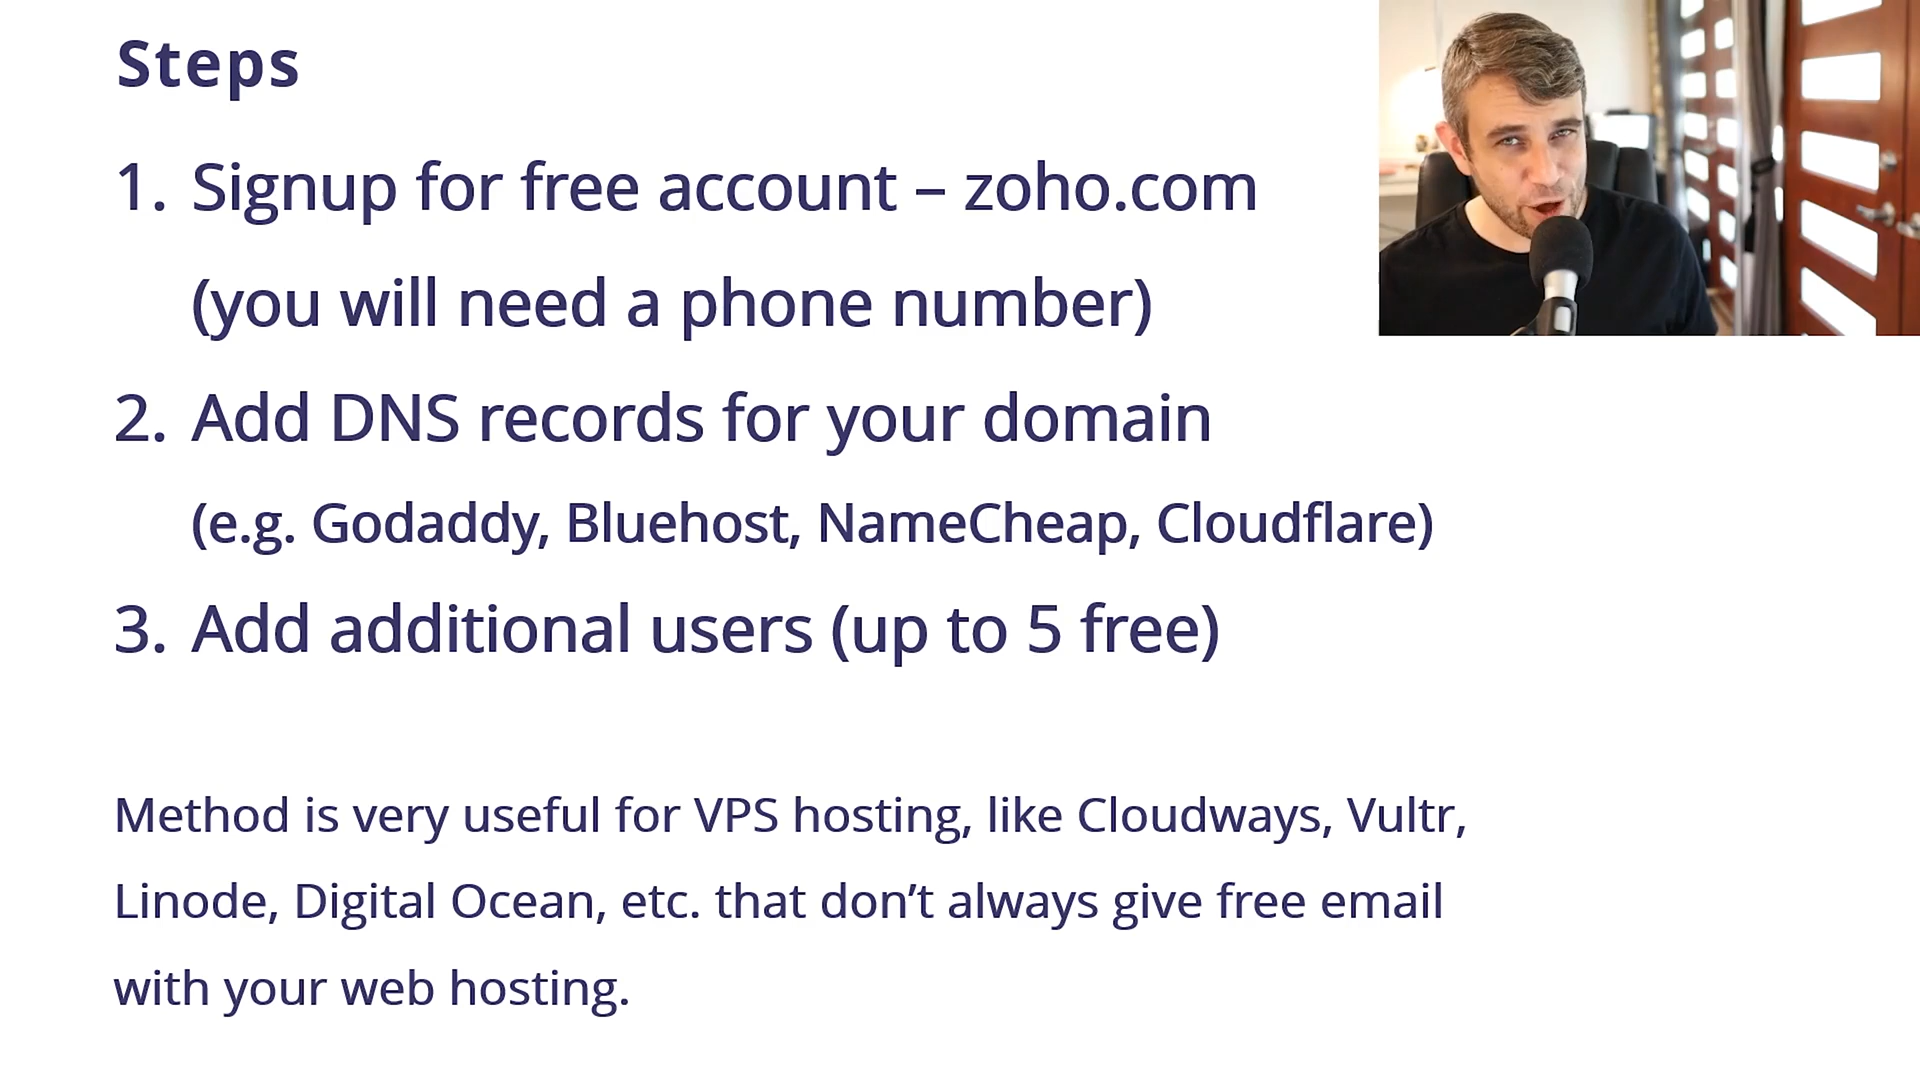 Steps
1. Signup for free account – zoho.com
(you will need a phone number)
2. Add DNS records for your domain
(e.g. Godaddy, Bluehost, NameCheap, Cloudflare)
3. Add additional users (up to 5 free)
Method is very useful for VPS hosting, like Cloudways, Vultr,
Linode, Digital Ocean, etc. that don’t always give free email
with your web hosting.